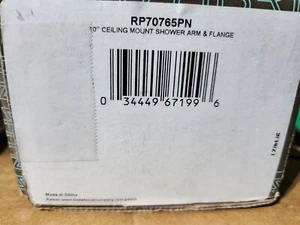 RP70765PN
10" CEILING MOUNT SHOWER ARM & FLANGE
0 34449 67199 6
Made in China